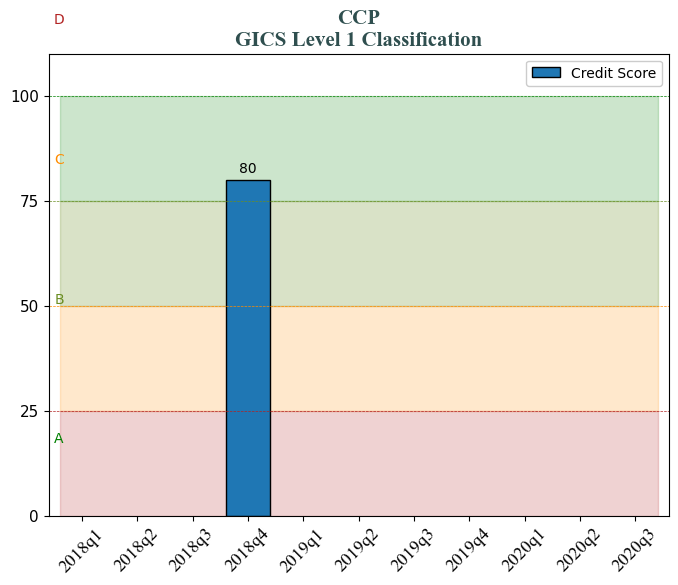 D
CCP
GICS Level 1 Classification
Credit Score
100
C
80
75
B
50
25
A
0
2018q1
2018q2
2018q3
2018q4
2019q1
2019q2
2019q3
2019q4
2020q1
2020q2
2020q3